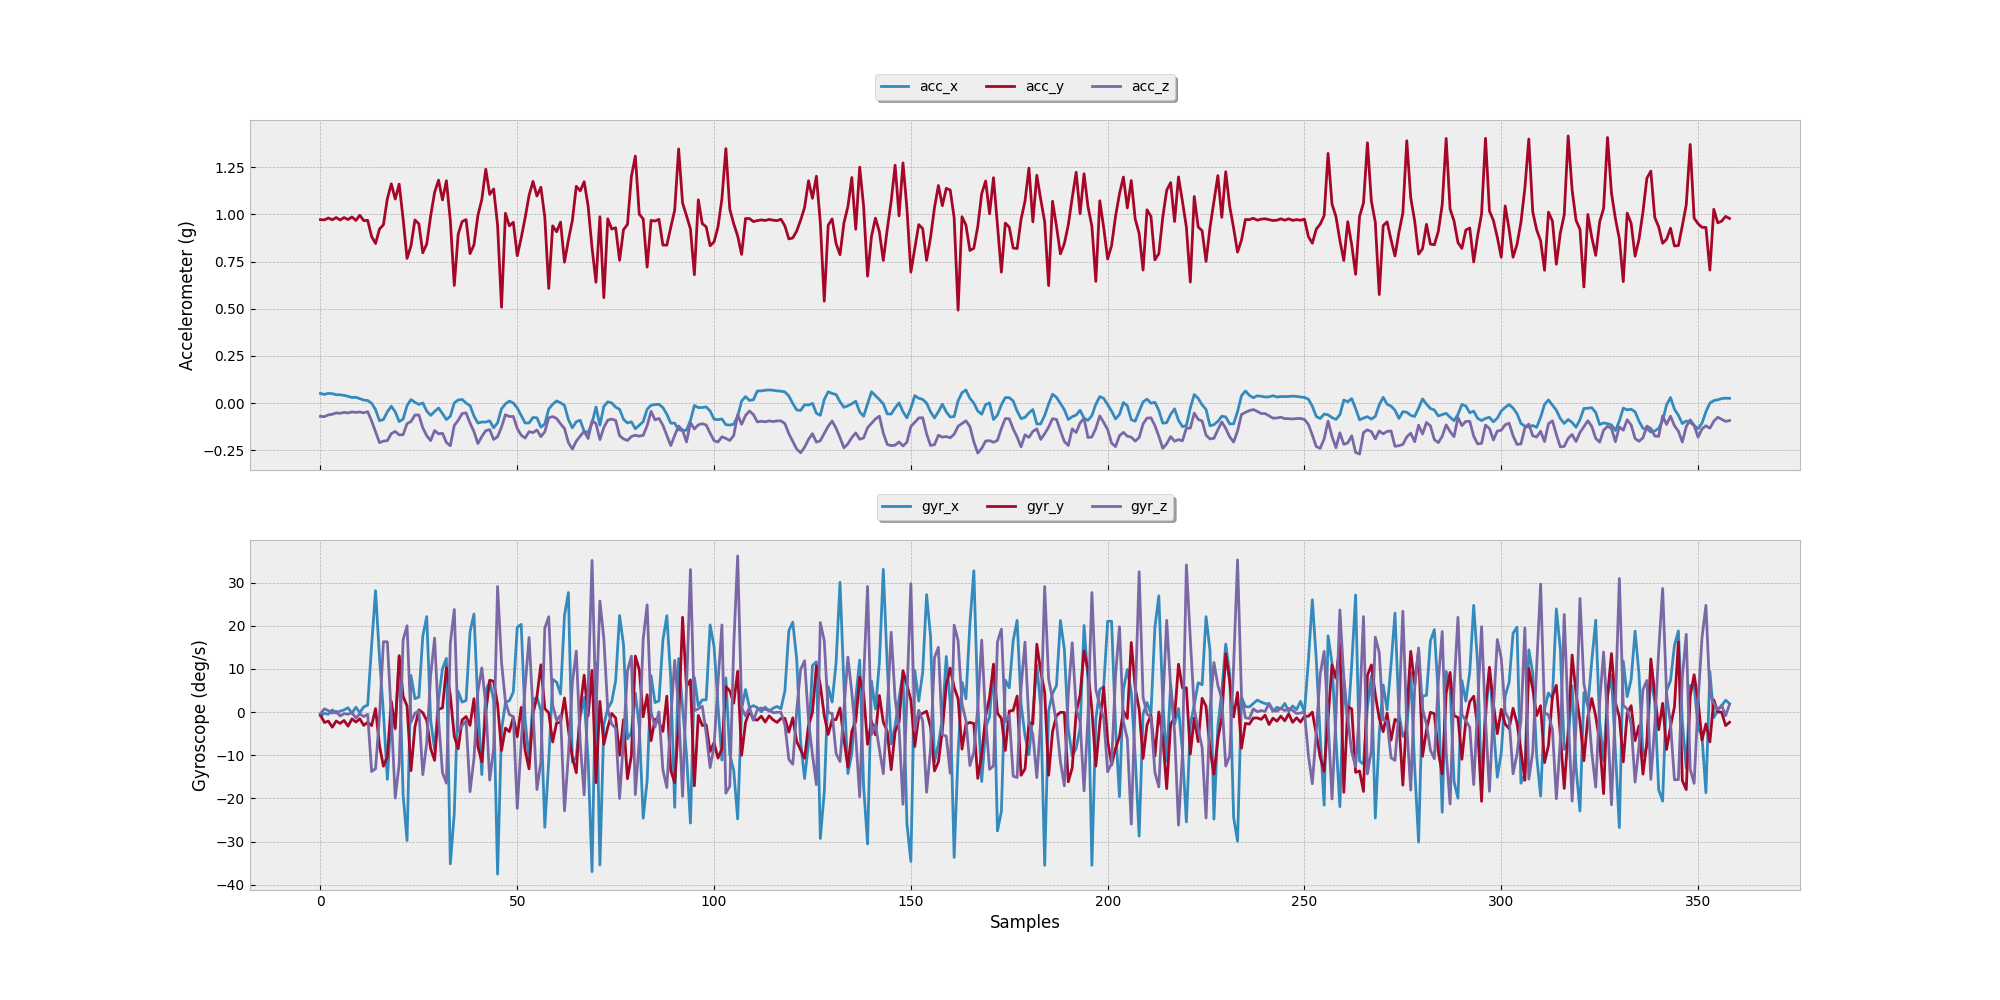 acc_x acc_y acc_z
1.25
1.00
0.75
0.50
0.25
0.00
−0.25
Accelerometer (g)
gyr_x gyr_y gyr_z
30
20
10
0
−10
−20
−30
−40
Gyroscope (deg/s)
0 50 100 150 200 250 300 350
Samples